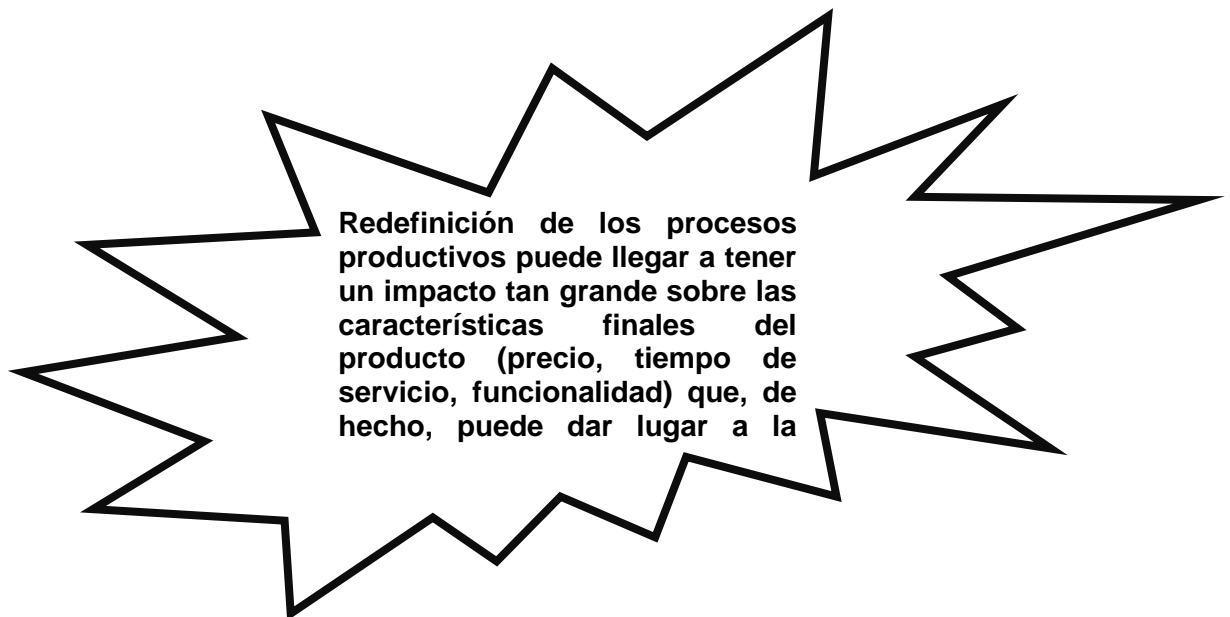 Redefinición de los procesos
productivos puede llegar a tener
un impacto tan grande sobre las
características finales del
producto (precio, tiempo de
servicio, funcionalidad) que, de
hecho, puede dar lugar a la